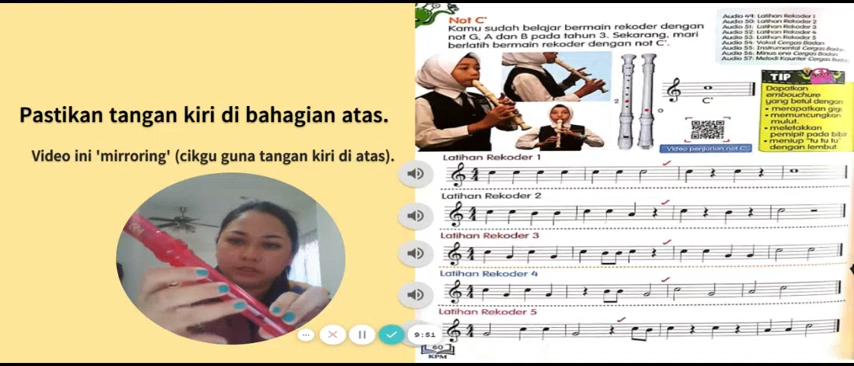 Pastikan tangan kiri di bahagian atas.
Video ini 'mirroring' (cikgu guna tangan kiri di atas).
9:51
Not C'
Kamu sudah belajar bermain rekoder dengan
not G, A dan B pada tahun 3. Sekarang, mari
berlatih bermain rekoder dengan not C'.
Audio 49: Latihan Rekoder 1
Audio 50: Latihan Rekoder 2
Audio 51: Latihan Rekoder 3
Audio 52: Latihan Rekoder 4
Audio 53: Latihan Rekoder 5
Audio 54: Vokal Cergas Badan
Audio 55: Instrumental Cergas Badan
Audio 56: Minus one Cergas Badan
Audio 57: Melodi Kaunter Cergas Badan
C'
Video penjarian not C'
TIP
Dapatkan
embouchure
yang betul dengan
• merapatkan gigi.
• memuncungkan
mulut.
• meletakkan
pemipit pada bibir
• meniup "tu tu tu"
dengan lembut.
Latihan Rekoder 1
Latihan Rekoder 2
Latihan Rekoder 3
Latihan Rekoder 4
Latihan Rekoder 5
60
KPM